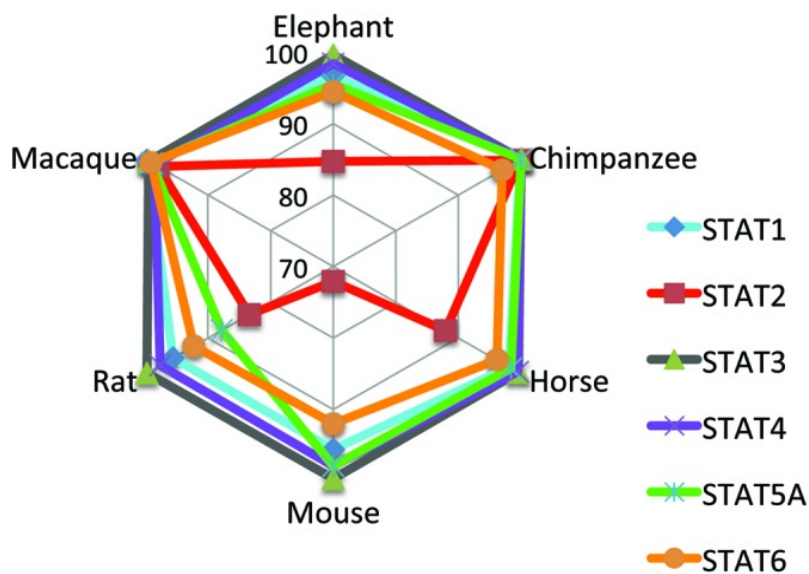 Elephant
100
90
Macaque
Chimpanzee
80
STAT1
70
STAT2
Rat
Horse
STAT3
STAT4
Mouse
STAT5A
STAT6